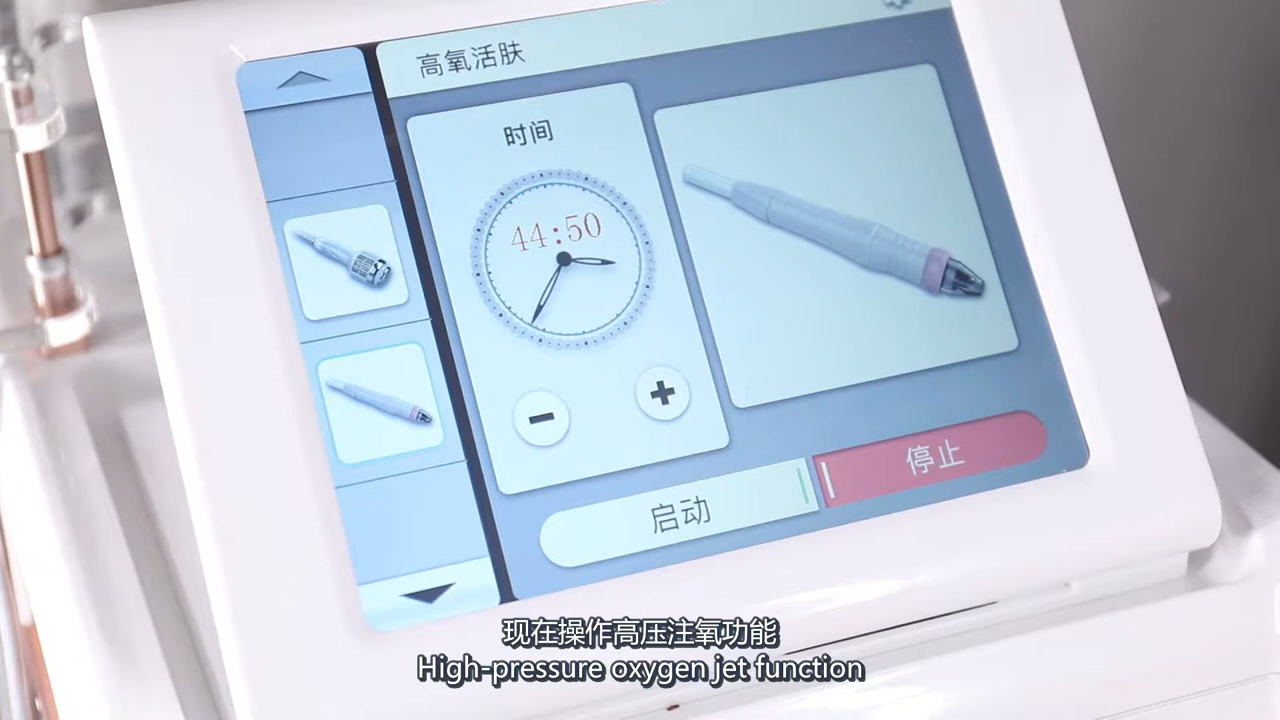 高氧活肤
时间
44:50
启动
停止
现在操作高压注氧功能
High-pressure oxygen jet function